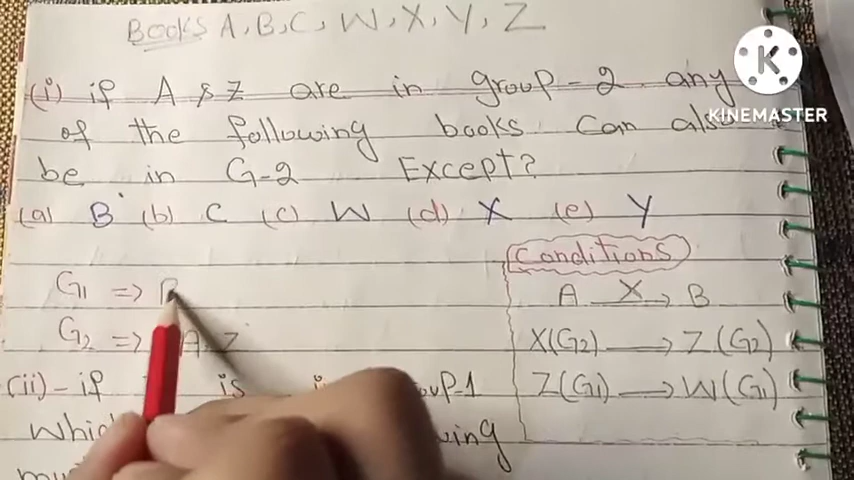 Books A, B, C, W, X, Y, Z
K
KINEMASTER
(i) if A & Z are in group-2 any
of the following books can also
be in G-2 Except?
(a) B (b) C (c) W (d) X (e) Y
Conditions
G1 => B
A X→ B
G2 => A, Z
X(G2) → Z(G2)
(ii)-if is
Z(G1) → W(G1)